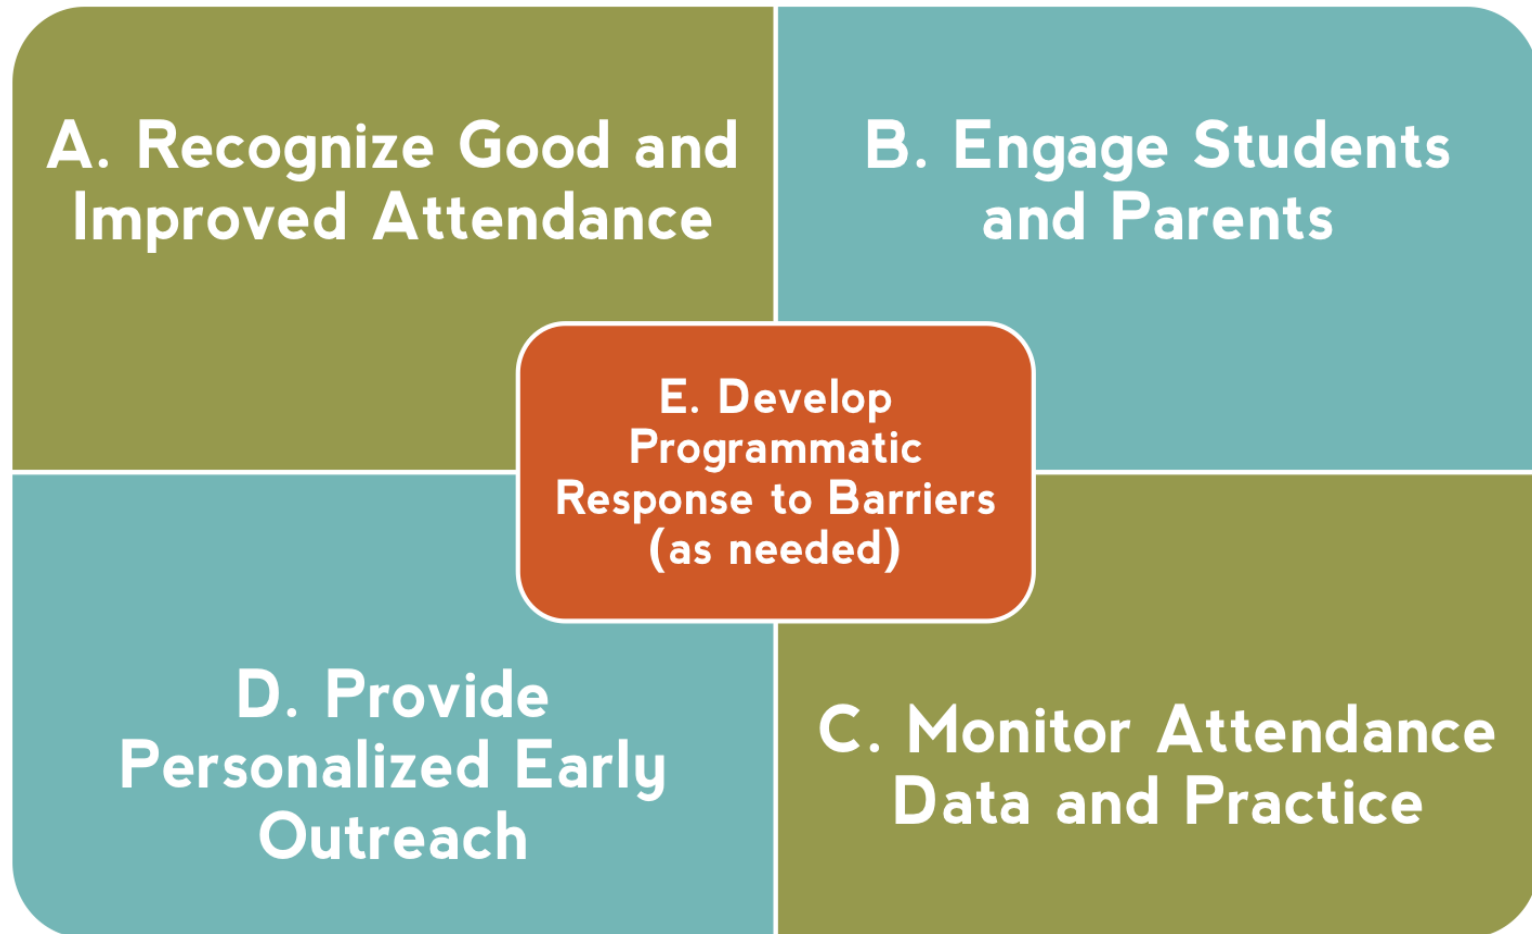 A. Recognize Good and
Improved Attendance
B. Engage Students
and Parents
E. Develop
Programmatic
Response to Barriers
(as needed)
D. Provide
Personalized Early
Outreach
C. Monitor Attendance
Data and Practice